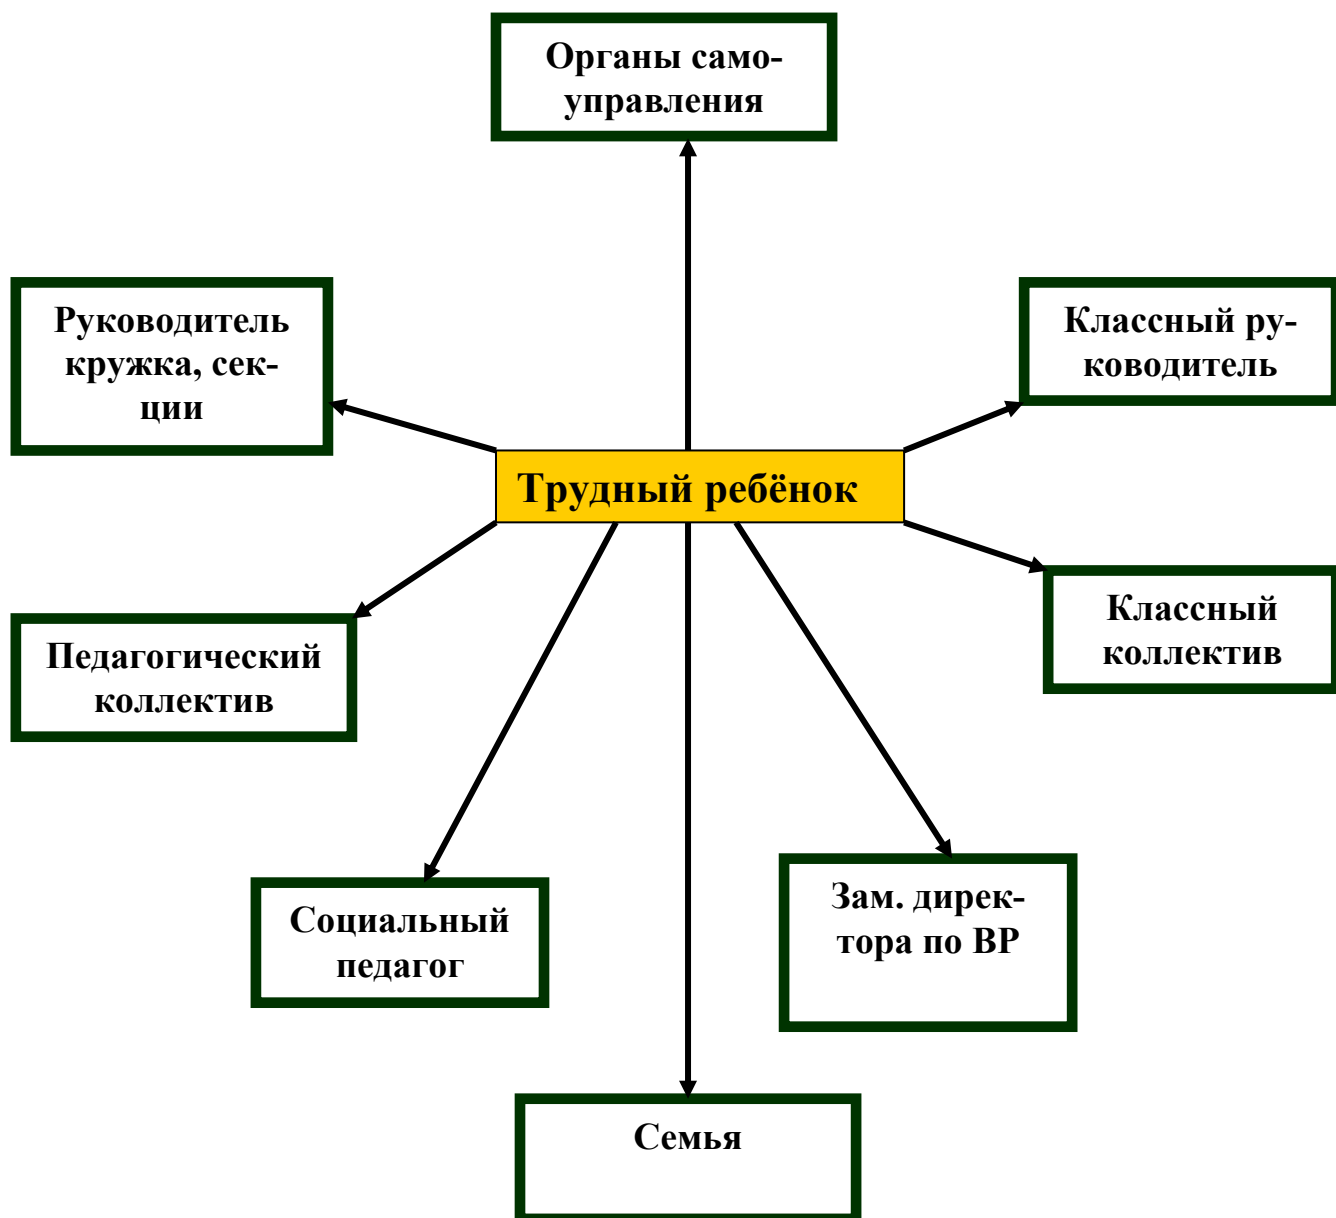 Органы само-
управления
Руководитель
кружка, сек-
ции
Классный ру-
ководитель
Трудный ребёнок
Классный
коллектив
Педагогический
коллектив
Социальный
педагог
Зам. дирек-
тора по ВР
Семья